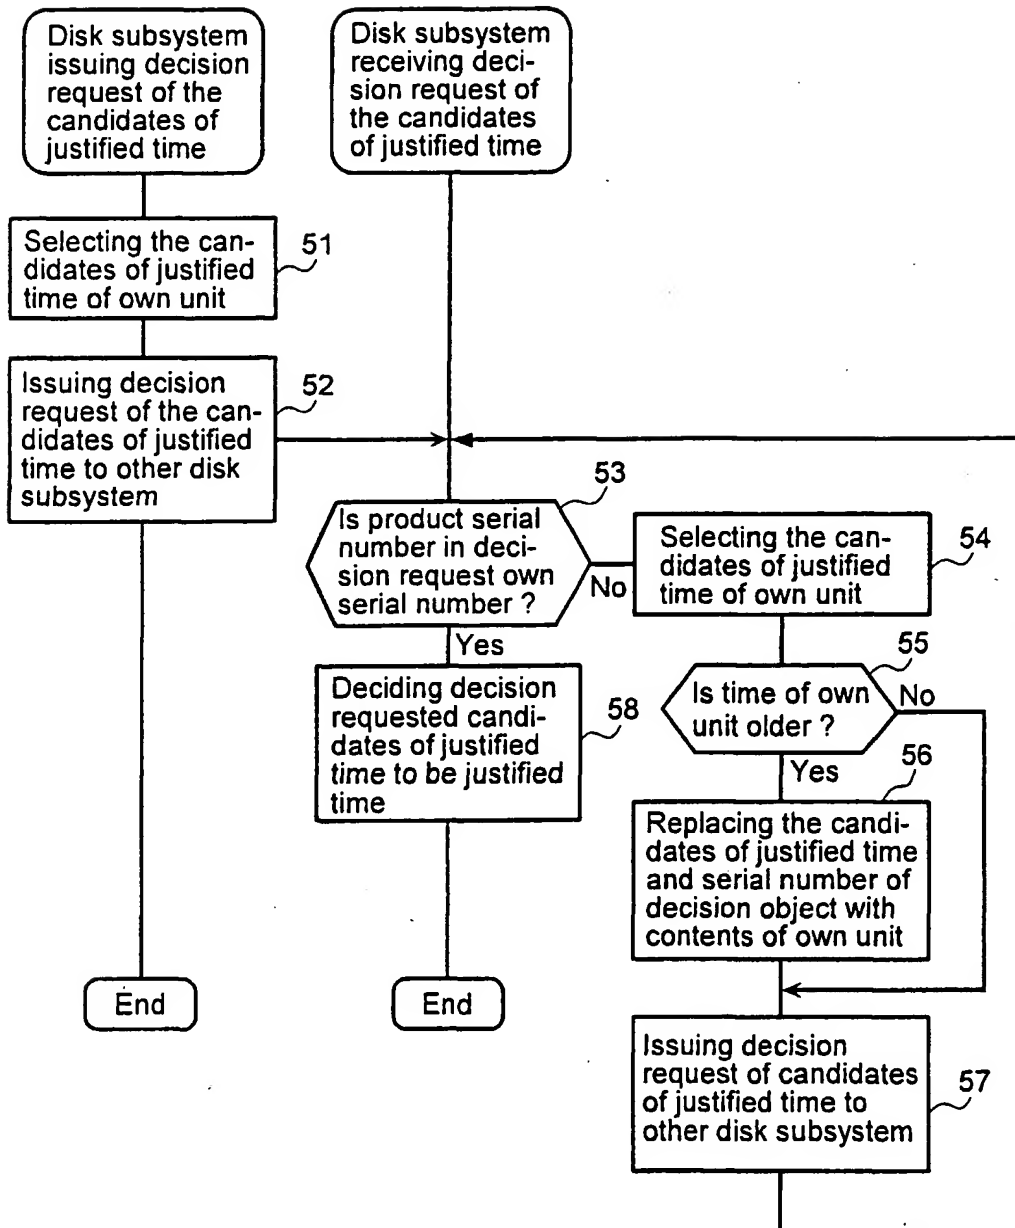 Disk subsystem
issuing decision
request of the
candidates of
justified time
Disk subsystem
receiving deci-
sion request of
the candidates
of justified time
Selecting the can-
didates of justified
time of own unit
51
Issuing decision
request of the can-
didates of justified
time to other disk
subsystem
52
Is product serial
number in deci-
sion request own
serial number ?
53
No
Yes
Selecting the can-
didates of justified
time of own unit
54
Is time of own
unit older ?
55
No
Yes
Deciding decision
requested candi-
dates of justified
time to be justified
time
58
Replacing the candi-
dates of justified time
and serial number of
decision object with
contents of own unit
56
End
End
Issuing decision
request of candidates
of justified time to
other disk subsystem
57